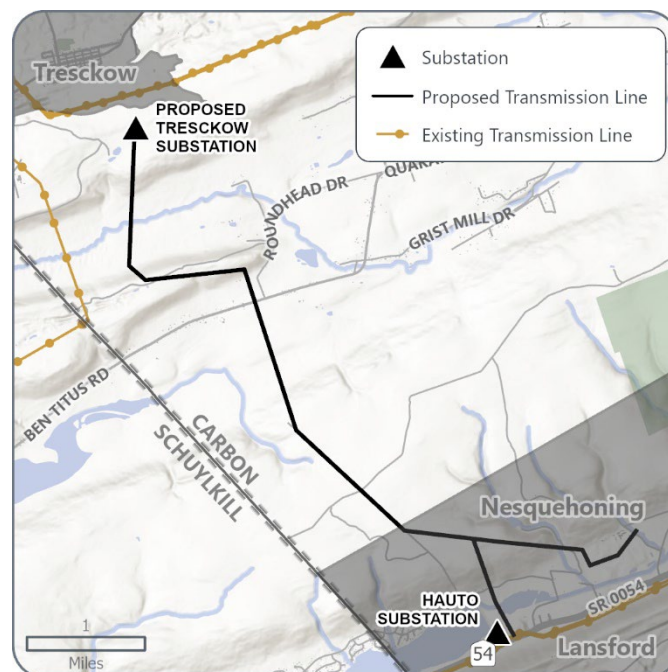 Tresckow
Substation
Proposed Transmission Line
Existing Transmission Line
PROPOSED
TRESCKOW
SUBSTATION
ROUNDHEAD DR
GRIST MILL DR
BEN TITUS RD
CARBON
SCHUYLKILL
Nesquehoning
HAUTO
SUBSTATION
SR 0054
54
Lansford
1
Miles